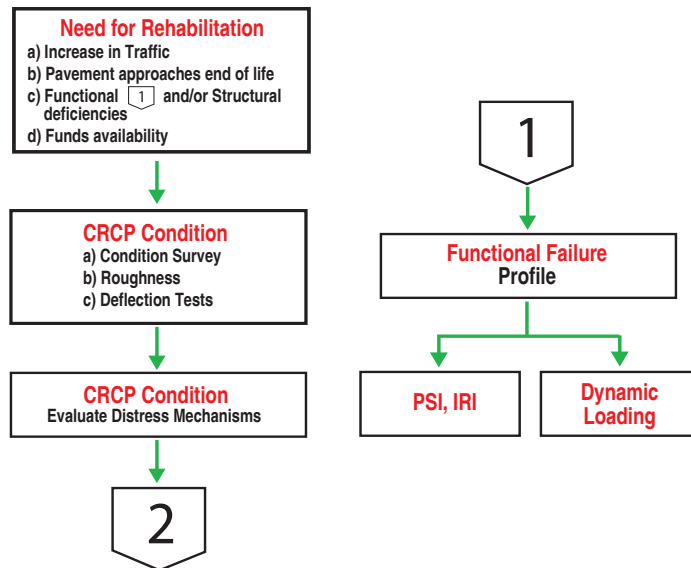 Need for Rehabilitation
a) Increase in Traffic
b) Pavement approaches end of life
c) Functional 1 and/or Structural
deficiencies
d) Funds availability
CRCP Condition
a) Condition Survey
b) Roughness
c) Deflection Tests
CRCP Condition
Evaluate Distress Mechanisms
2
1
Functional Failure
Profile
PSI, IRI
Dynamic
Loading